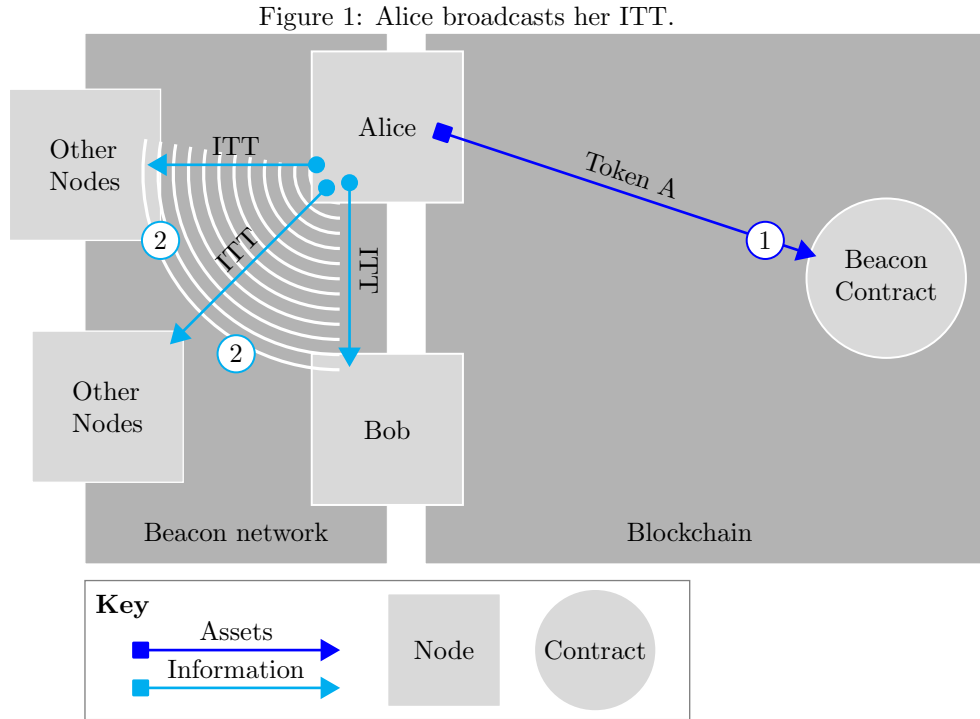 Figure 1: Alice broadcasts her ITT.
Other
Nodes
ITT
Alice
Token A
2
ITT
ITT
1
Beacon
Contract
2
Other
Nodes
Bob
Beacon network
Blockchain
Key
Assets
Information
Node
Contract